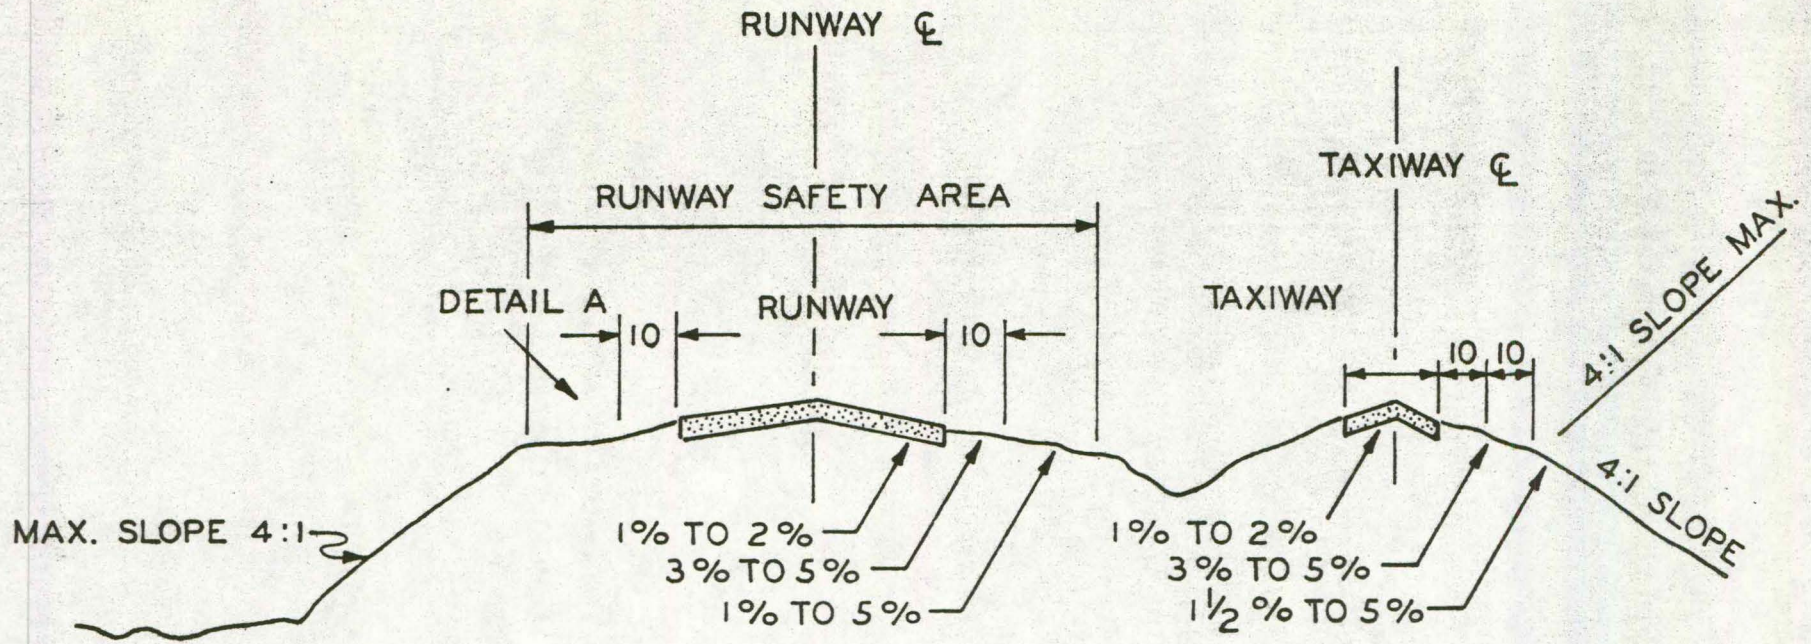 RUNWAY ℄
TAXIWAY ℄
RUNWAY SAFETY AREA
4:1 SLOPE MAX.
DETAIL A
RUNWAY
TAXIWAY
10
10
10
10
4:1 SLOPE
MAX. SLOPE 4:1
1% TO 2%
3% TO 5%
1% TO 5%
1% TO 2%
3% TO 5%
1½% TO 5%